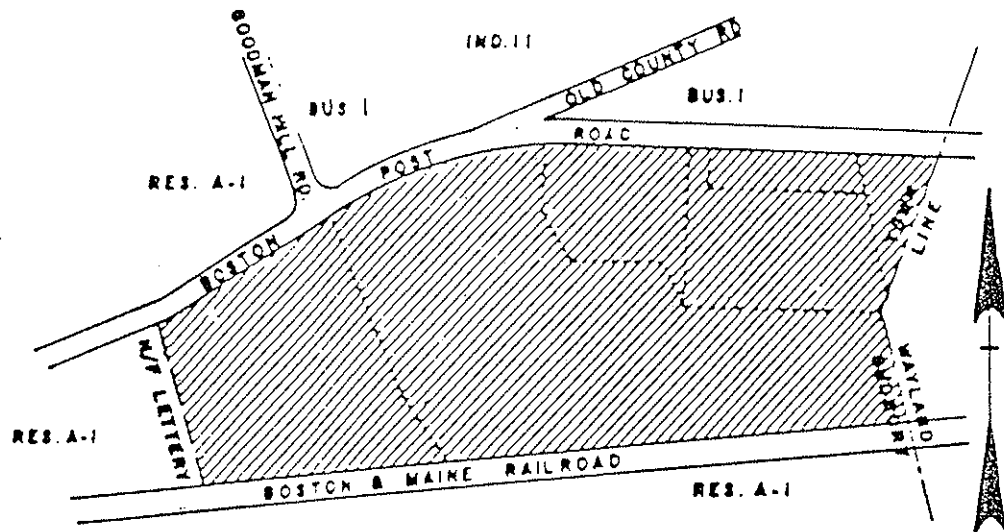 GOODMAN HILL RD.
IND. II
OLD COUNTY RD
BUS. I
BUS. I
BOSTON POST ROAD
RES. A-I
TOWN LINE
N/F LETTERY
WAYLAND
SUDBURY
RES. A-I
BOSTON & MAINE RAILROAD
RES. A-I